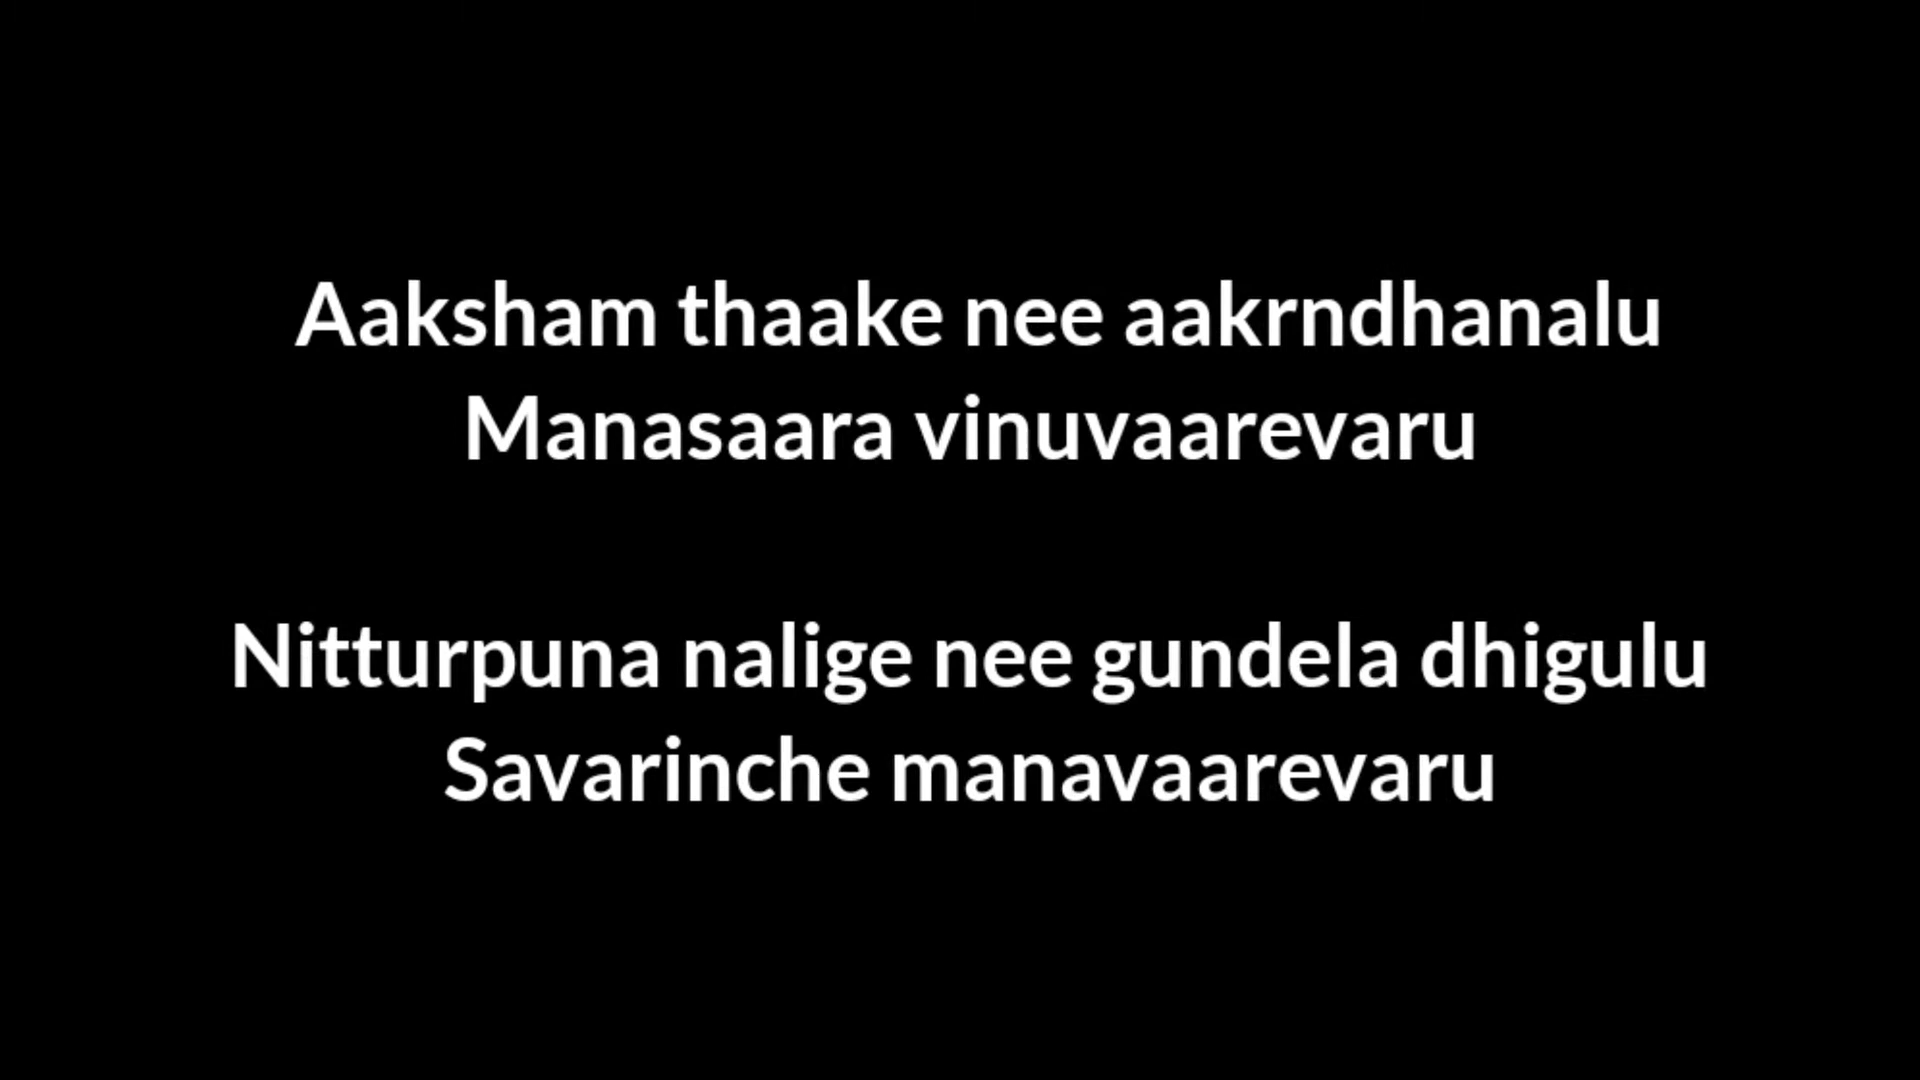 Aaksham thaake nee aakrndhanalu
Manasaara vinuvaarevaru
Nitturpuna nalige nee gundela dhigulu
Savarinche manavaarevaru